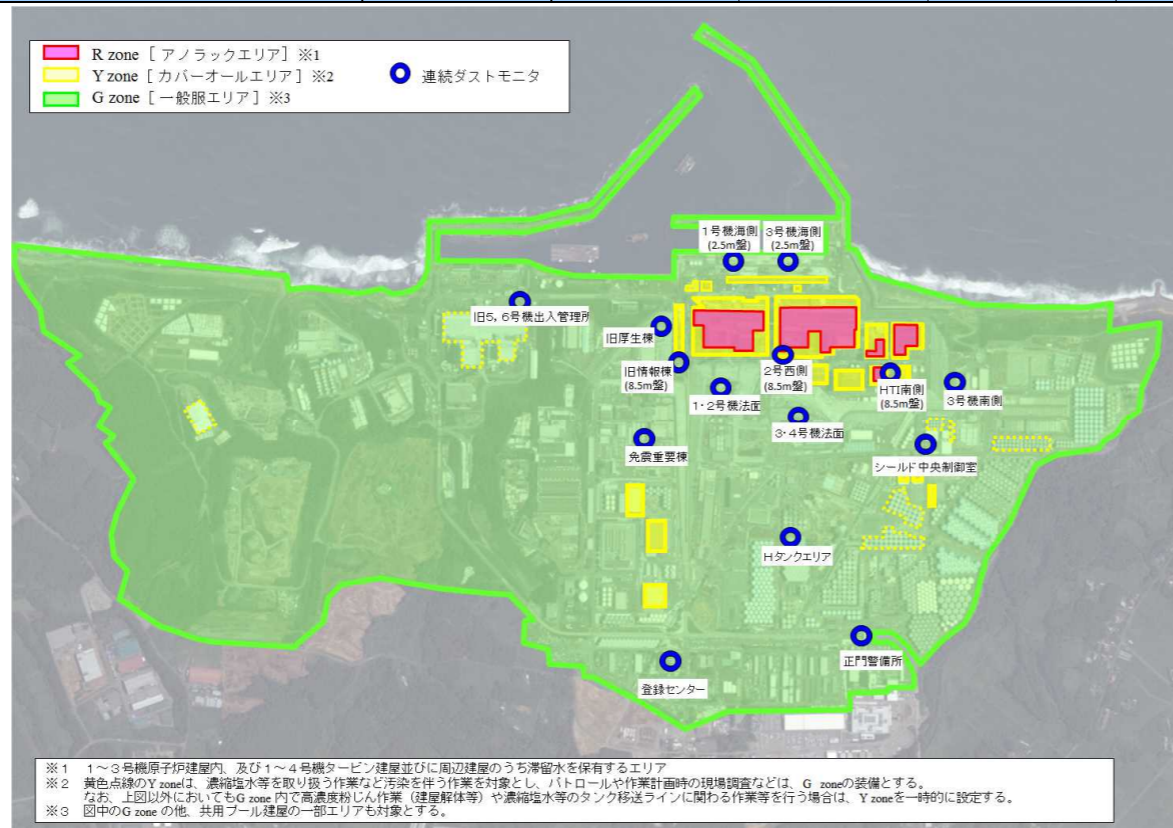 R zone [ アノラックエリア] ※1
Y zone [ カバーオールエリア] ※2
G zone [ 一般服エリア] ※3
連続ダストモニタ
1号機海側
(2.5m盤)
3号機海側
(2.5m盤)
旧5，6号機出入管理所
旧厚生棟
旧情報棟
(8.5m盤)
1・2号機法面
2号西側
(8.5m盤)
HTI南側
(8.5m盤)
3号機南側
3・4号機法面
免震重要棟
シールド中央制御室
Hタンクエリア
正門警備所
登録センター
※1 1～3号機原子炉建屋内、及び1～4号機タービン建屋並びに周辺建屋のうち滞留水を保有するエリア
※2 黄色点線のY zoneは、濃縮塩水等を取り扱う作業など汚染を伴う作業を対象とし、パトロールや作業計画時の現場調査などは、G zoneの装備とする。
なお、上図以外においてもG zone 内で高濃度粉じん作業（建屋解体等）や濃縮塩水等のタンク移送ラインに関わる作業等を行う場合は、Y zoneを一時的に設定する。
※3 図中のG zone の他、共用プール建屋の一部エリアも対象とする。